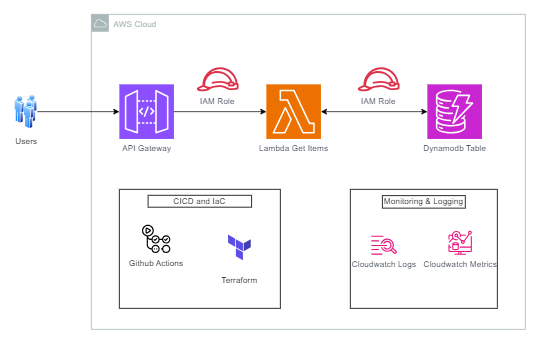 AWS Cloud
IAM Role
IAM Role
Users
API Gateway
Lambda Get Items
Dynamodb Table
CICD and IaC
Monitoring & Logging
Github Actions
Cloudwatch Logs
Cloudwatch Metrics
Terraform